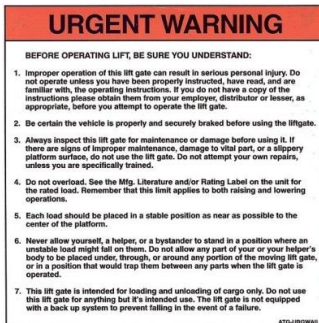 URGENT WARNING
BEFORE OPERATING LIFT, BE SURE YOU UNDERSTAND:
1. Improper operation of this lift gate can result in serious personal injury. Do
not operate unless you have been properly instructed, have read, and are
familiar with, the operating instructions. If you do not have a copy of the
instructions please obtain them from your employer, distributor or lesser, as
appropriate, before you attempt to operate the lift gate.
2. Be certain the vehicle is properly and securely braked before using the liftgate.
3. Always inspect this lift gate for maintenance or damage before using it. If
there are signs of improper maintenance, damage to vital part, or a slippery
platform surface, do not use the lift gate. Do not attempt your own repairs,
unless you are specifically trained.
4. Do not overload. See the Mfg. Literature and/or Rating Label on the unit for
the rated load. Remember that this limit applies to both raising and lowering
operations.
5. Each load should be placed in a stable position as near as possible to the
center of the platform.
6. Never allow yourself, a helper, or a bystander to stand in a position where an
unstable load might fall on them. Do not allow any part of your or your helper's
body to be placed under, through, or around any portion of the moving lift gate,
or in a position that would trap them between any parts when the lift gate is
operated.
7. This lift gate is intended for loading and unloading of cargo only. Do not use
this lift gate for anything but it's intended use. The lift gate is not equipped
with a back up system to prevent falling in the event of a failure.